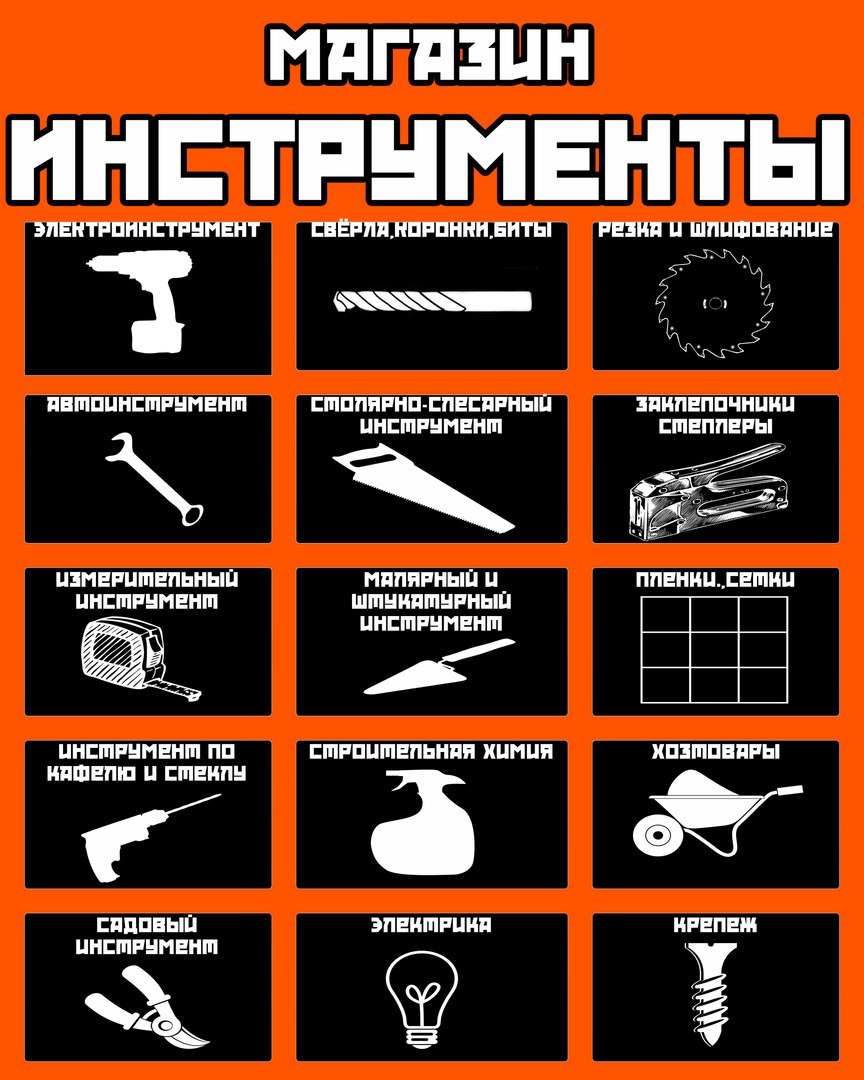 МАГАЗИН
ИНСТРУМЕНТЫ
ЭЛЕКТРОИНСТРУМЕНТ
СВЁРЛА,КОРОНКИ,БИТЫ
РЕЗКА И ШЛИФОВАНИЕ
АВТОИНСТРУМЕНТ
СТОЛЯРНО-СЛЕСАРНЫЙ
ИНСТРУМЕНТ
ЗАКЛЕПОЧНИКИ
СТЕПЛЕРЫ
ИЗМЕРИТЕЛЬНЫЙ
ИНСТРУМЕНТ
МАЛЯРНЫЙ И
ШТУКАТУРНЫЙ
ИНСТРУМЕНТ
ПЛЕНКИ.,СЕТКИ
ИНСТРУМЕНТ ПО
КАФЕЛЮ И СТЕКЛУ
СТРОИТЕЛЬНАЯ ХИМИЯ
ХОЗТОВАРЫ
САДОВЫЙ
ИНСТРУМЕНТ
ЭЛЕКТРИКА
КРЕПЕЖ